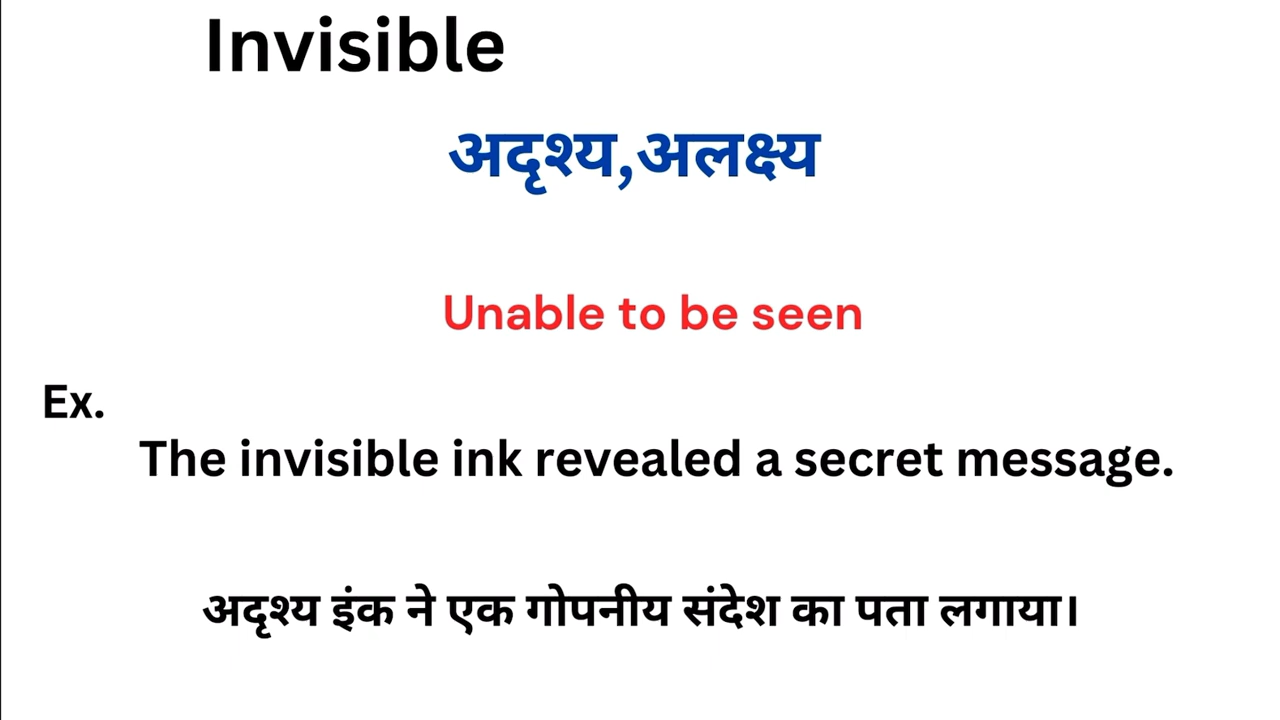 Invisible
अदृश्य,अलक्ष्य
Unable to be seen
Ex.
The invisible ink revealed a secret message.
अदृश्य इंक ने एक गोपनीय संदेश का पता लगाया।